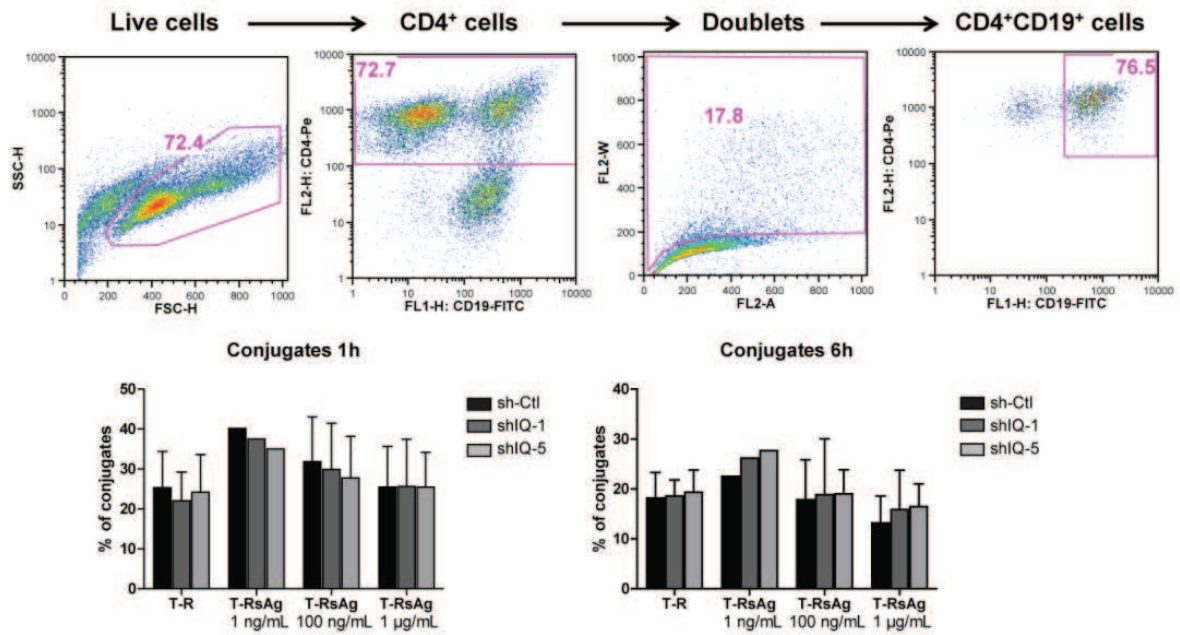 Live cells CD4⁺ cells Doublets CD4⁺CD19⁺ cells
10000
1000
100
10
1
SSC-H
72.4
0 200 400 600 800 1000
FSC-H
10000
1000
100
10
1
FL2-H: CD4-Pe
72.7
1 10 100 1000 10000
FL1-H: CD19-FITC
1000
800
600
400
200
0
FL2-W
17.8
0 200 400 600 800 1000
FL2-A
10000
1000
100
10
1
FL2-H: CD4-Pe
76.5
1 10 100 1000 10000
FL1-H: CD19-FITC
Conjugates 1h
50
40
30
20
10
0
% of conjugates
sh-Ctl
shIQ-1
shIQ-5
T-R T-RsAg T-RsAg T-RsAg
1 ng/mL 100 ng/mL 1 µg/mL
Conjugates 6h
40
30
20
10
0
% of conjugates
sh-Ctl
shIQ-1
shIQ-5
T-R T-RsAg T-RsAg T-RsAg
1 ng/mL 100 ng/mL 1 µg/mL